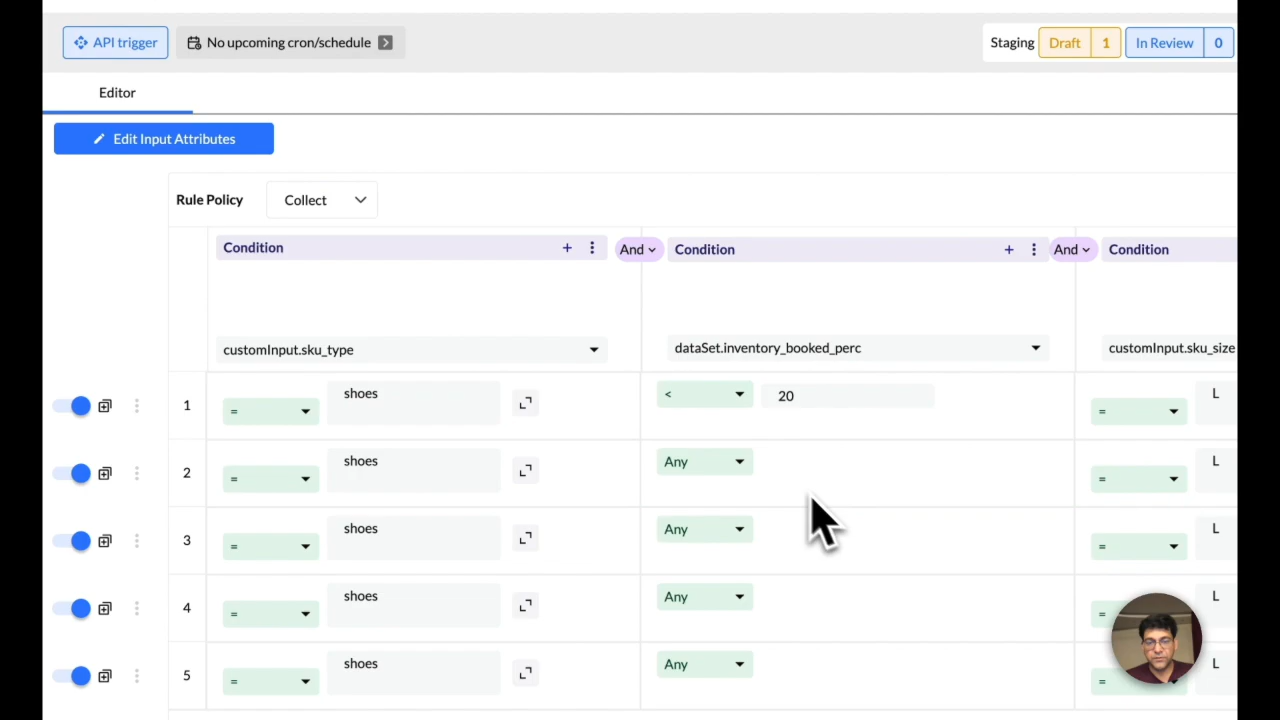 API trigger No upcoming cron/schedule Staging Draft 1 In Review 0
Editor
Edit Input Attributes
Rule Policy Collect
Condition + And Condition + And Condition
customInput.sku_type dataSet.inventory_booked_perc customInput.sku_size
1 = shoes < 20 = L
2 = shoes Any = L
3 = shoes Any = L
4 = shoes Any = L
5 = shoes Any = L